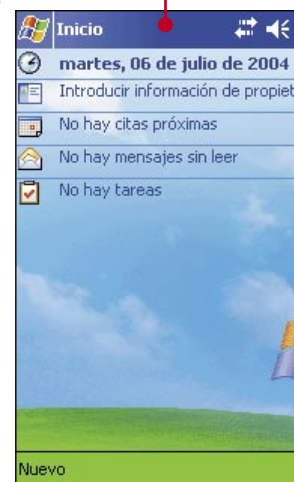 Inicio
martes, 06 de julio de 2004
Introducir información de propiet
No hay citas próximas
No hay mensajes sin leer
No hay tareas
Nuevo